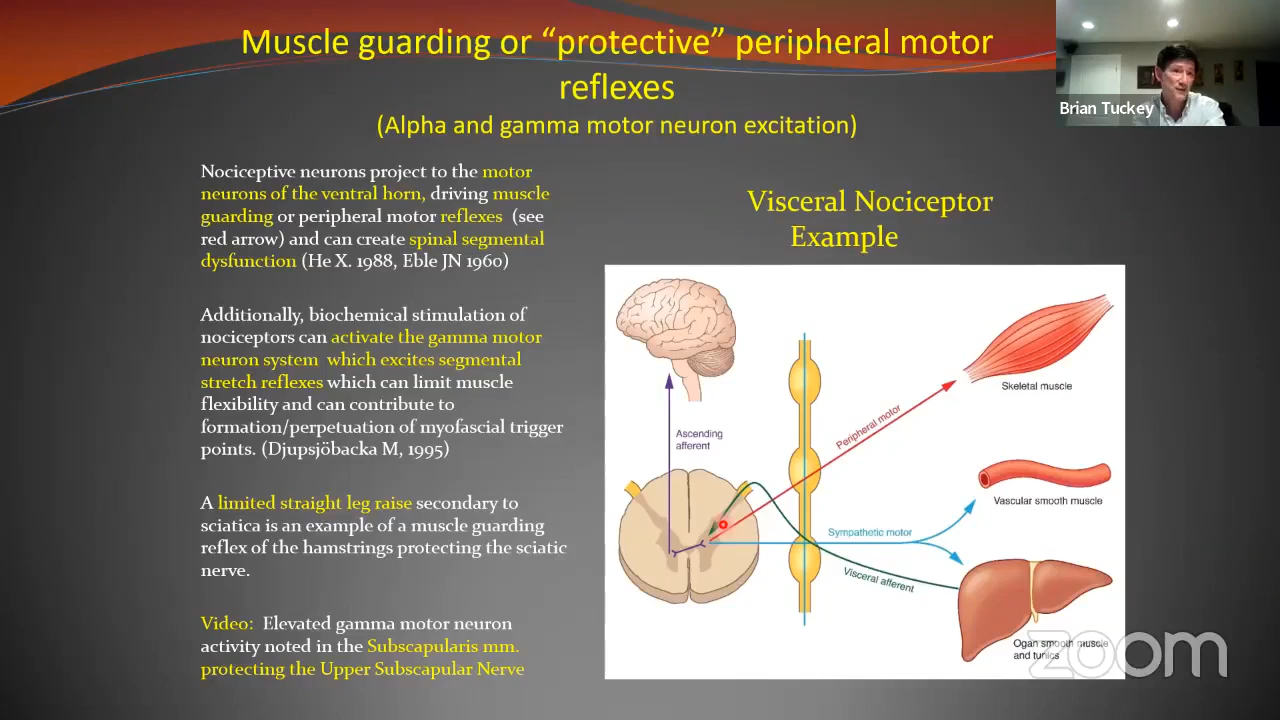 Muscle guarding or “protective” peripheral motor
reflexes
(Alpha and gamma motor neuron excitation)
Brian Tuckey
Nociceptive neurons project to the motor
neurons of the ventral horn, driving muscle
guarding or peripheral motor reflexes (see
red arrow) and can create spinal segmental
dysfunction (He X. 1988, Eble JN 1960)
Additionally, biochemical stimulation of
nociceptors can activate the gamma motor
neuron system which excites segmental
stretch reflexes which can limit muscle
flexibility and can contribute to
formation/perpetuation of myofascial trigger
points. (Djupsjöbacka M, 1995)
A limited straight leg raise secondary to
sciatica is an example of a muscle guarding
reflex of the hamstrings protecting the sciatic
nerve.
Video: Elevated gamma motor neuron
activity noted in the Subscapularis mm.
protecting the Upper Subscapular Nerve
Visceral Nociceptor
Example
Skeletal muscle
Peripheral motor
Ascending
afferent
Vascular smooth muscle
Sympathetic motor
Visceral afferent
Ogan smooth muscle
and tunics
zoom